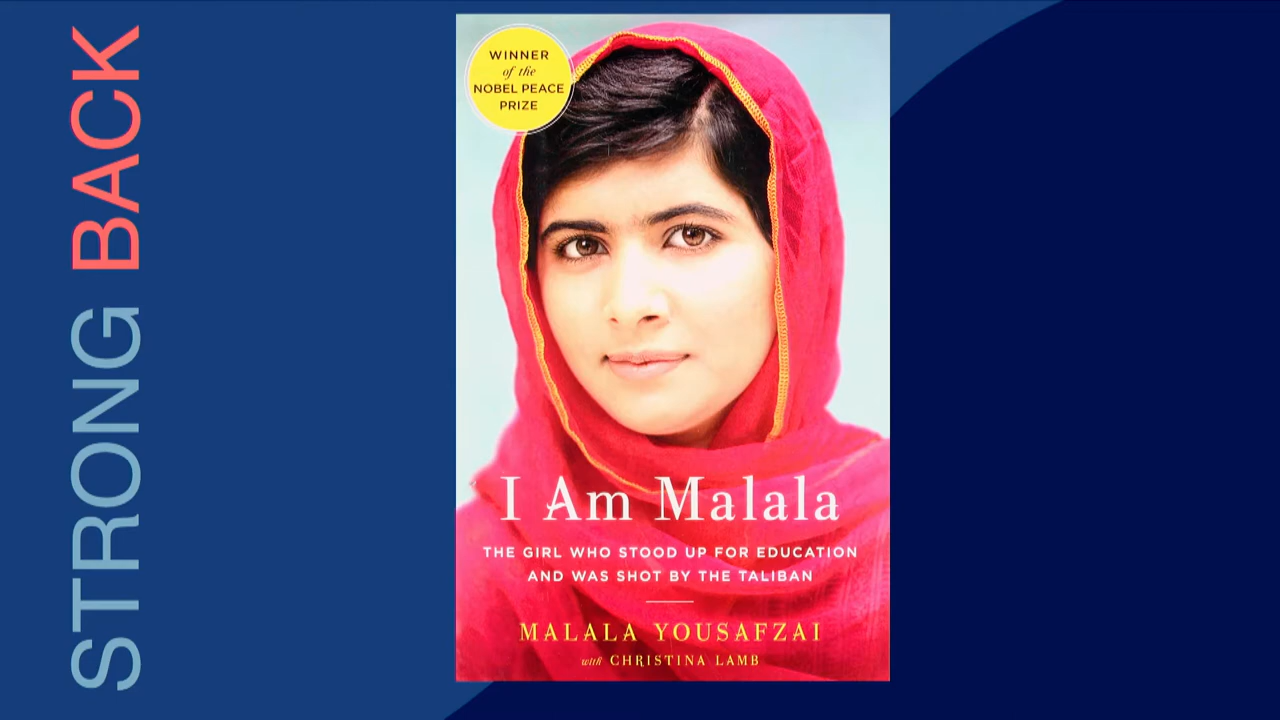 STRONG BACK
WINNER
of the
NOBEL PEACE
PRIZE
I Am Malala
THE GIRL WHO STOOD UP FOR EDUCATION
AND WAS SHOT BY THE TALIBAN
MALALA YOUSAFZAI
with CHRISTINA LAMB